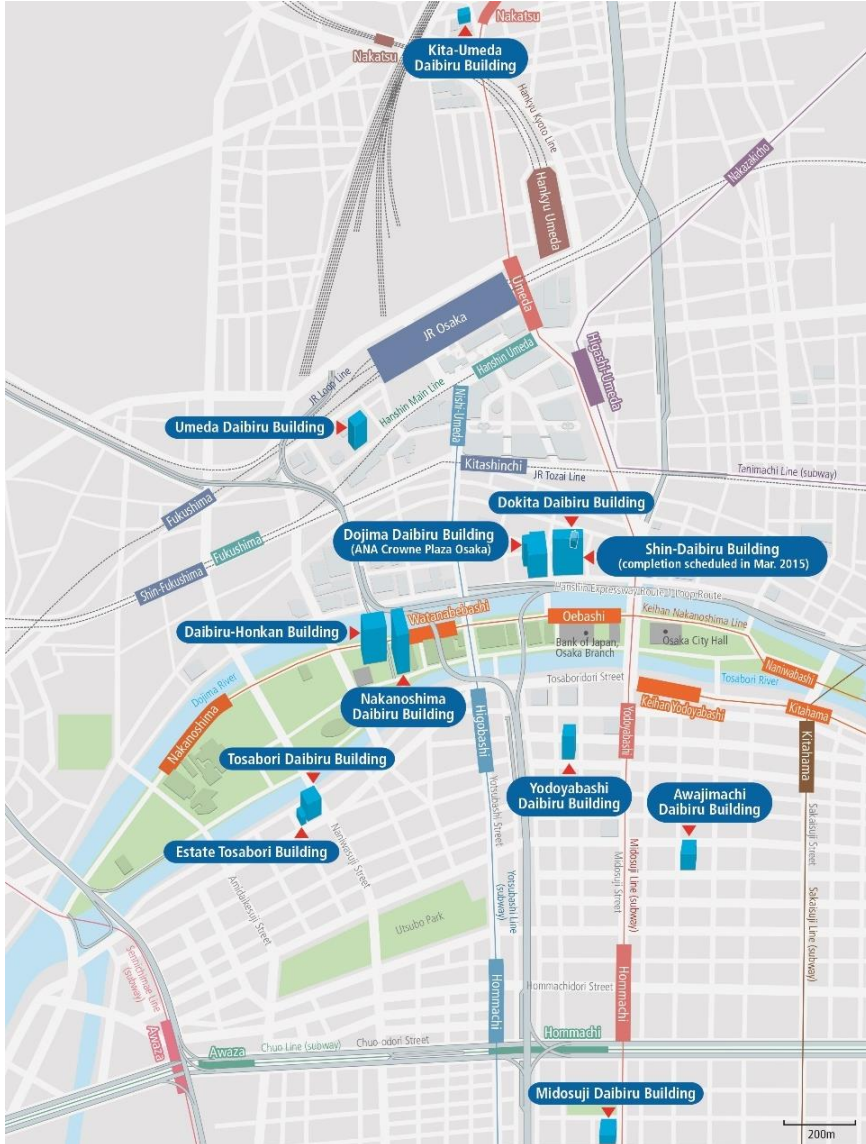 Nakatsu
Nakatsu
Kita-Umeda
Daibiru Building
Hankyu Kyoto Line
Nakazakicho
Hankyu Umeda
Umeda
JR Osaka
Hanshin Umeda
Higashi-Umeda
JR Loop Line
Hanshin Main Line
Nishi-Umeda
Umeda Daibiru Building
Kitashinchi
JR Tozai Line
Tanimachi Line (subway)
Fukushima
Fukushima
Shin-Fukushima
Dokita Daibiru Building
Dojima Daibiru Building
(ANA Crowne Plaza Osaka)
Shin-Daibiru Building
(completion scheduled in Mar. 2015)
Hanshin Expressway Route 1 Loop Route
Watanabebashi
Oebashi
Keihan Nakanoshima Line
Daibiru-Honkan Building
Bank of Japan,
Osaka Branch
Osaka City Hall
Naniwabashi
Dojima River
Tosaboridori Street
Tosabori River
Nakanoshima
Daibiru Building
Nakanoshima
Keihan Yodoyabashi
Kitahama
Higobashi
Yodoyabashi
Kitahama
Tosabori Daibiru Building
Yodoyabashi
Daibiru Building
Awajimachi
Daibiru Building
Estate Tosabori Building
Naniwasuji Street
Yotsubashi Street
Sakaisuji Street
Amidaikesuji Street
Utsubo Park
Yotsubashi Line
(subway)
Midosuji Street
Midosuji Line (subway)
Sakaisuji Line (subway)
Sennichimae Line
(subway)
Hommachi
Hommachidori Street
Hommachi
Awaza
Awaza
Chuo Line (subway)
Chuo-odori Street
Hommachi
Midosuji Daibiru Building
200m